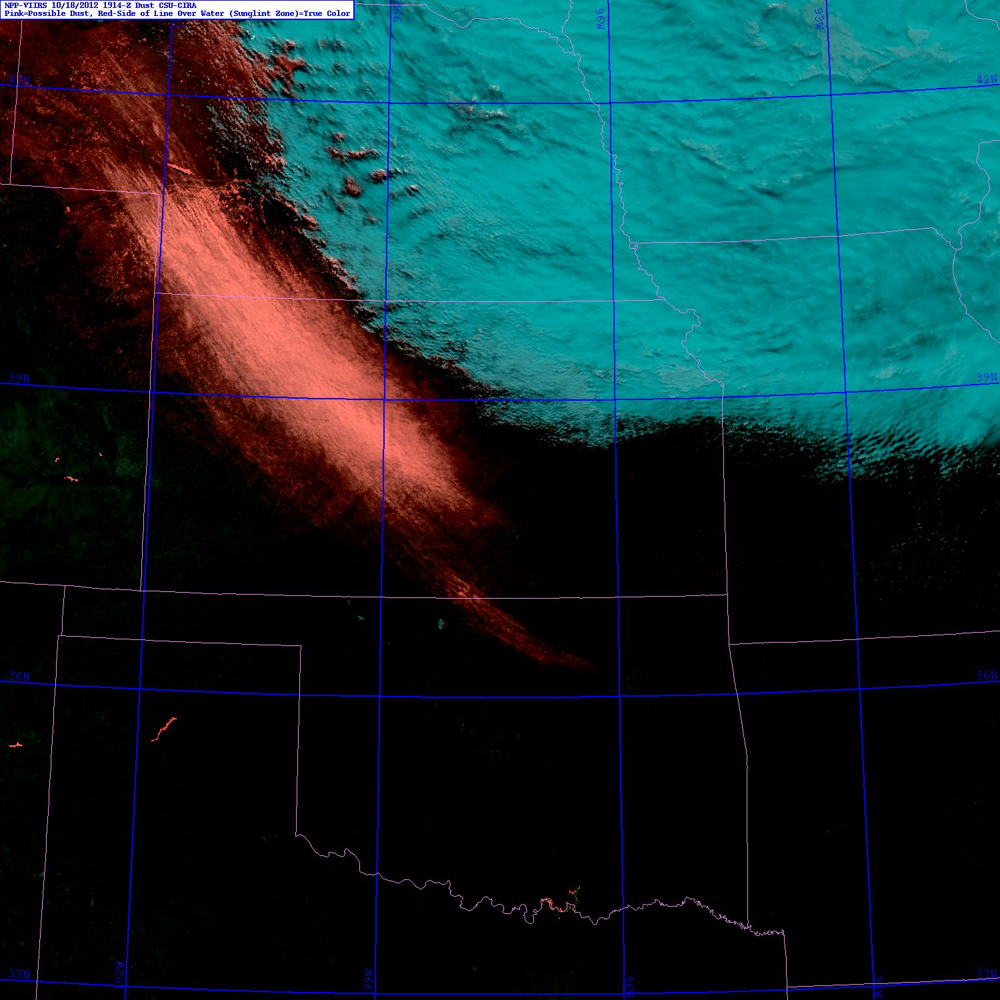 NPP-VIIRS 10/18/2012 1914-Z Dust CSU-CIRA
Pink=Possible Dust, Red-Side of Line Over Water (Sunglint Zone)=True Color
99W
96W
93W
42N
42N
39N
39N
36N
36N
33N
33N
102W
99W
96W